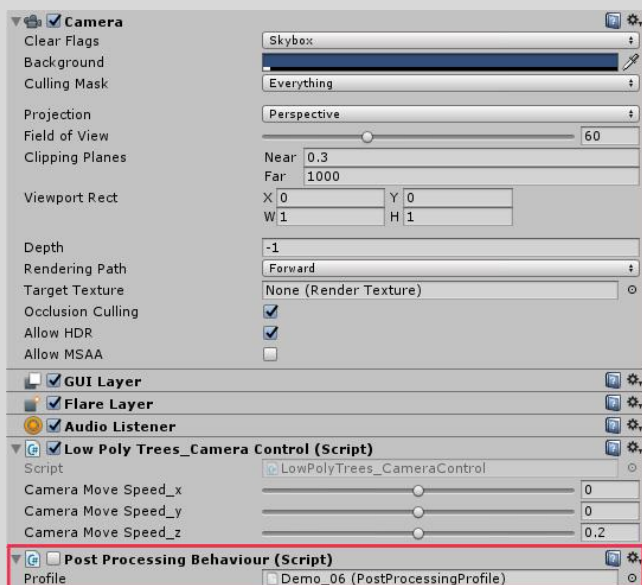 Camera
Clear Flags Skybox
Background
Culling Mask Everything
Projection Perspective
Field of View 60
Clipping Planes Near 0.3
Far 1000
Viewport Rect X 0 Y 0
W 1 H 1
Depth -1
Rendering Path Forward
Target Texture None (Render Texture)
Occlusion Culling
Allow HDR
Allow MSAA
GUI Layer
Flare Layer
Audio Listener
Low Poly Trees_Camera Control (Script)
Script LowPolyTrees_CameraControl
Camera Move Speed_x 0
Camera Move Speed_y 0
Camera Move Speed_z 0.2
Post Processing Behaviour (Script)
Profile Demo_06 (PostProcessingProfile)